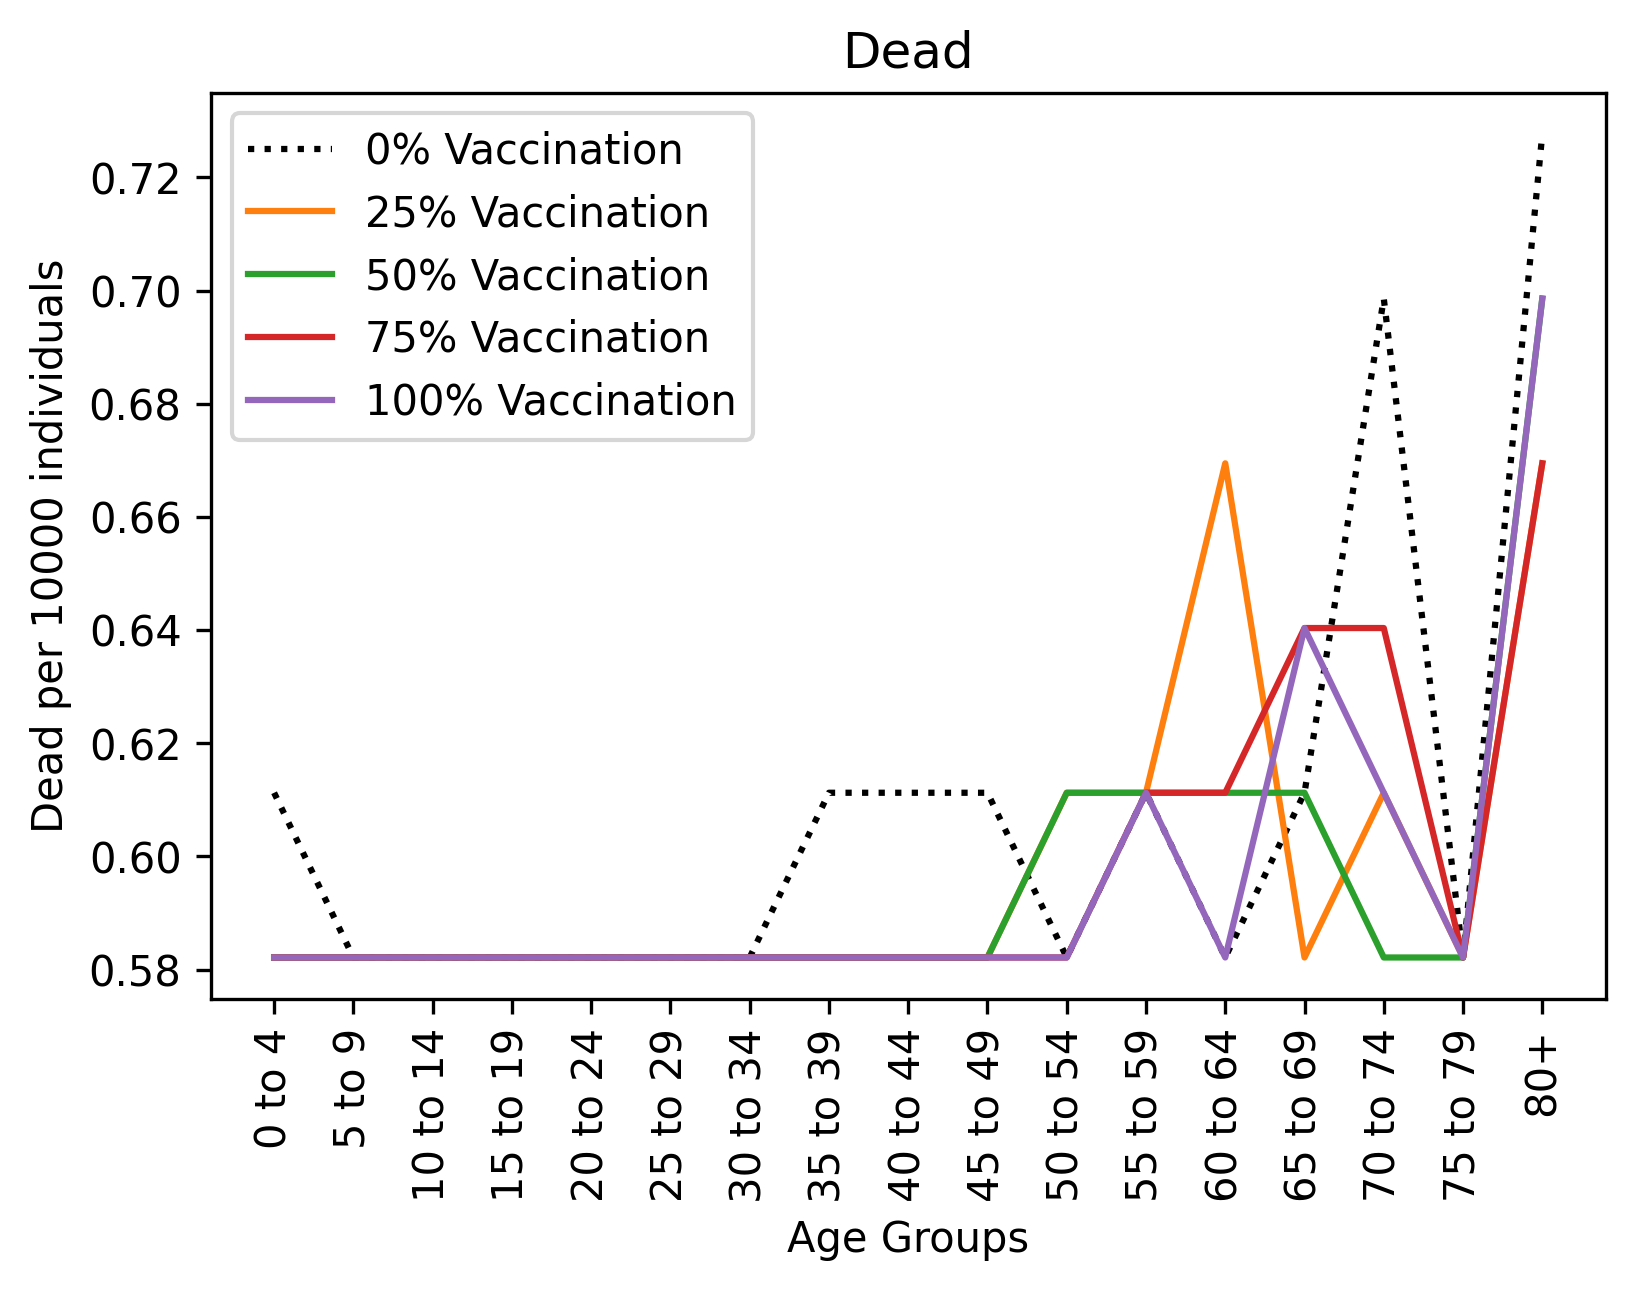 Dead
0% Vaccination
25% Vaccination
50% Vaccination
75% Vaccination
100% Vaccination
Dead per 10000 individuals
0.72
0.70
0.68
0.66
0.64
0.62
0.60
0.58
0 to 4
5 to 9
10 to 14
15 to 19
20 to 24
25 to 29
30 to 34
35 to 39
40 to 44
45 to 49
50 to 54
55 to 59
60 to 64
65 to 69
70 to 74
75 to 79
80+
Age Groups